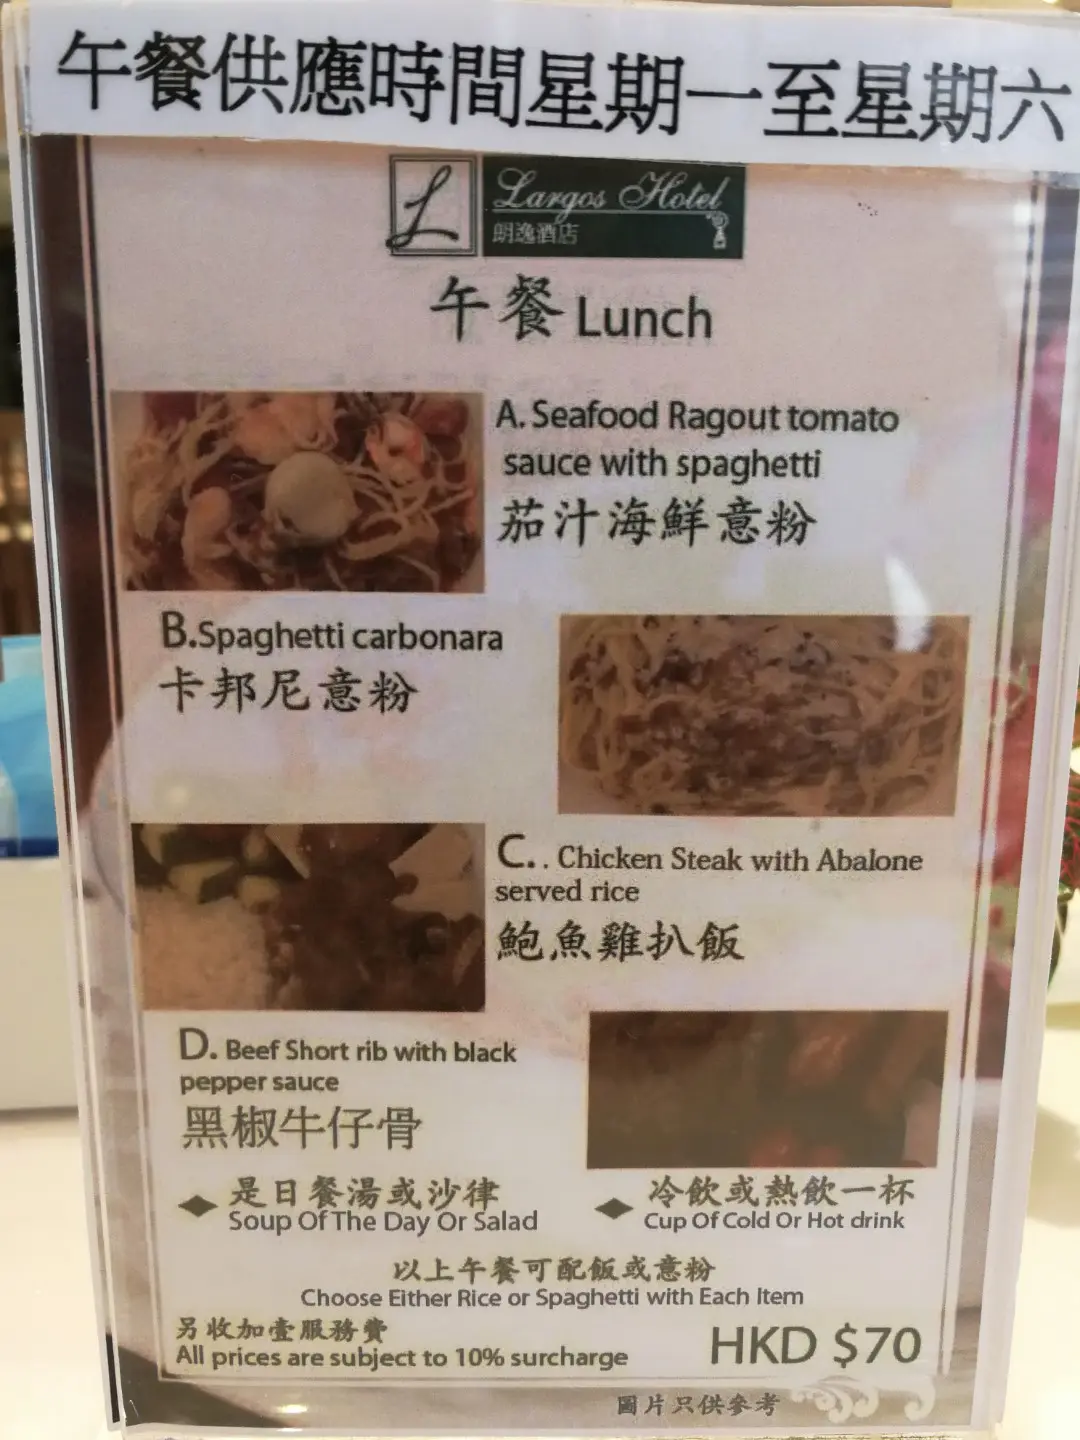 午餐供應時間星期一至星期六
L
Largos Hotel
朗逸酒店
午餐 Lunch
A. Seafood Ragout tomato
sauce with spaghetti
茄汁海鮮意粉
B.Spaghetti carbonara
卡邦尼意粉
C. . Chicken Steak with Abalone
served rice
鮑魚雞扒飯
D. Beef Short rib with black
pepper sauce
黑椒牛仔骨
是日餐湯或沙律
Soup Of The Day Or Salad
冷飲或熱飲一杯
Cup Of Cold Or Hot drink
以上午餐可配飯或意粉
Choose Either Rice or Spaghetti with Each Item
另收加壹服務費
All prices are subject to 10% surcharge
HKD $70
圖片只供參考